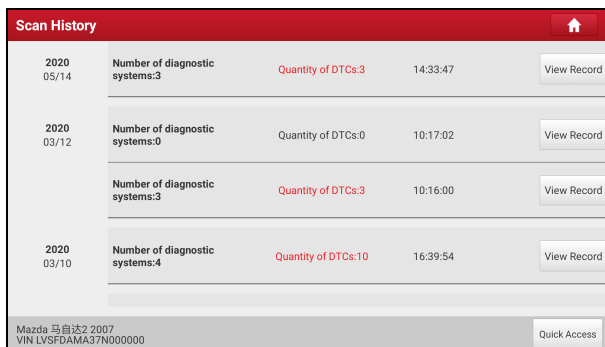 Scan History
2020
05/14
Number of diagnostic
systems:3
Quantity of DTCs:3
14:33:47
View Record
2020
03/12
Number of diagnostic
systems:0
Quantity of DTCs:0
10:17:02
View Record
Number of diagnostic
systems:3
Quantity of DTCs:3
10:16:00
View Record
2020
03/10
Number of diagnostic
systems:4
Quantity of DTCs:10
16:39:54
View Record
Mazda 马自达2 2007
VIN LVSFDAMA37N000000
Quick Access